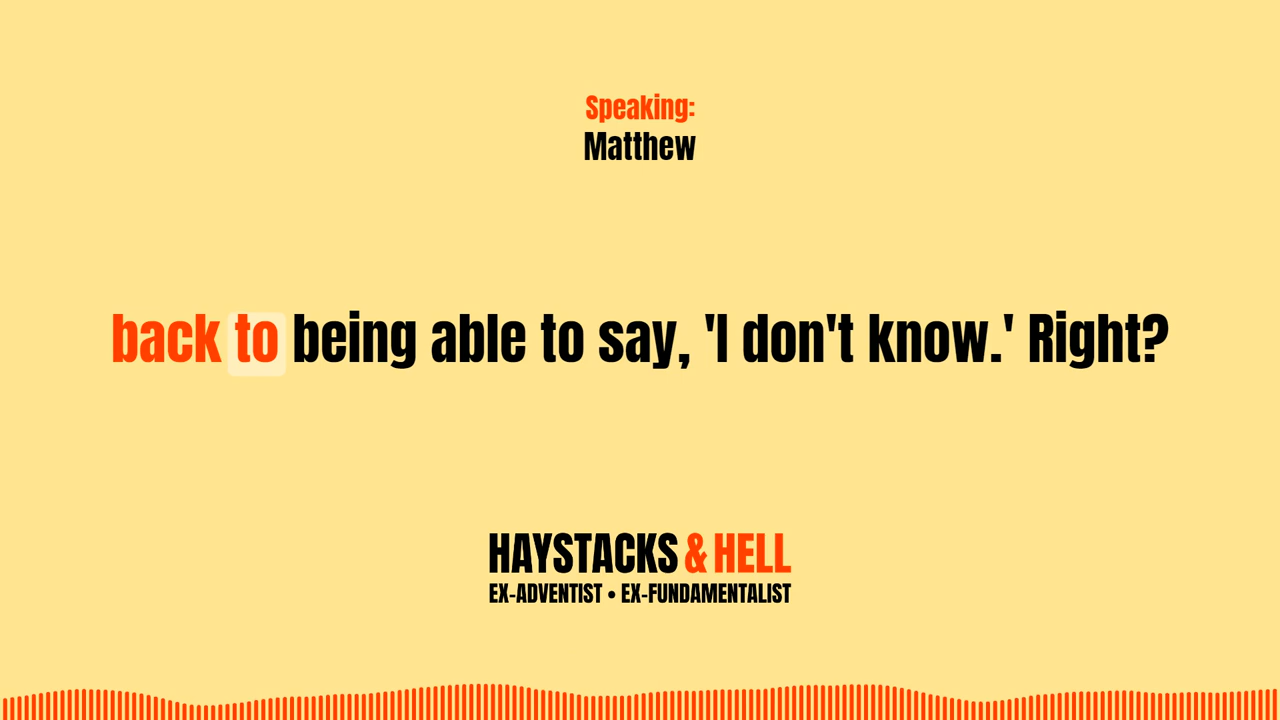 Speaking:
Matthew
back to being able to say, 'I don't know.' Right?
HAYSTACKS & HELL
EX-ADVENTIST • EX-FUNDAMENTALIST